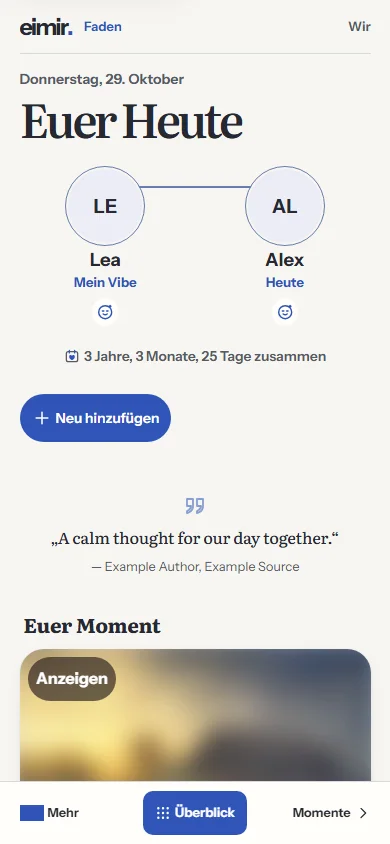 eimir. Faden Wir
Donnerstag, 29. Oktober
Euer Heute
LE AL
Lea Alex
Mein Vibe Heute
3 Jahre, 3 Monate, 25 Tage zusammen
Neu hinzufügen
„A calm thought for our day together.“
— Example Author, Example Source
Euer Moment
Anzeigen
Mehr Überblick Momente